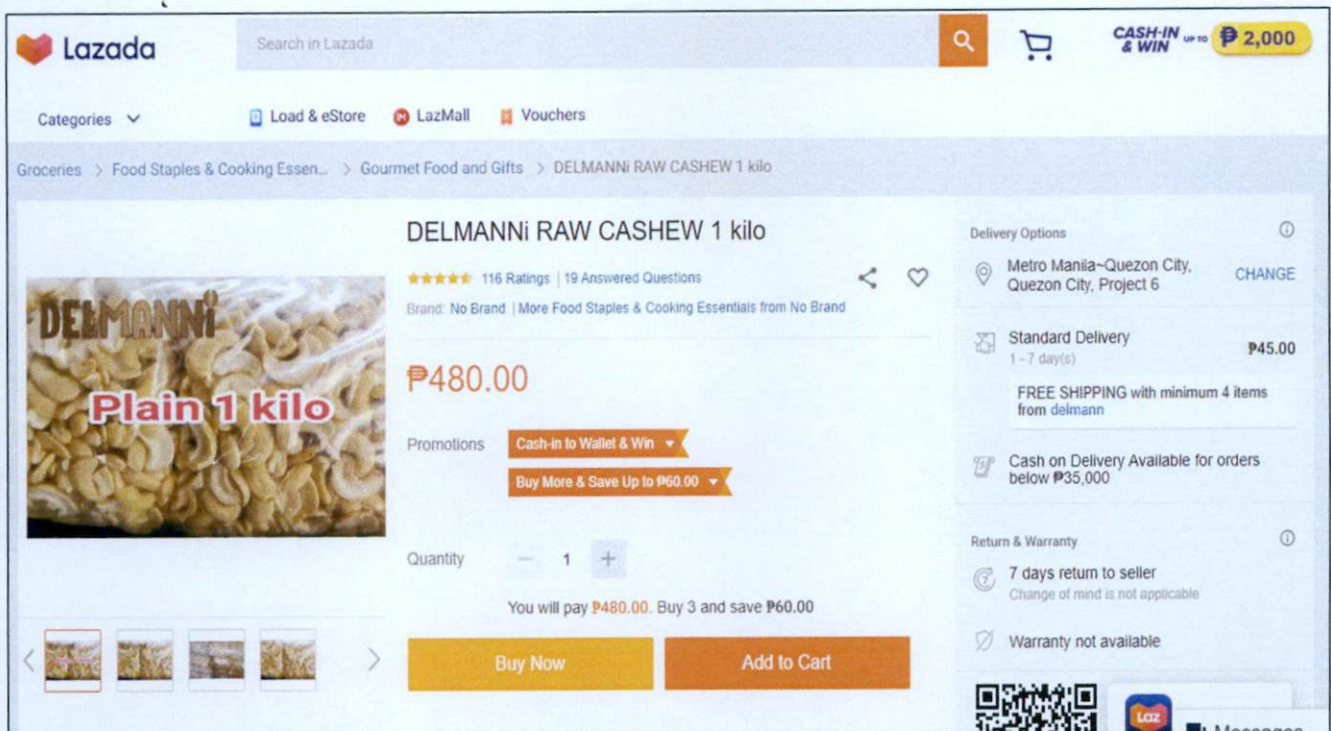 Lazada
Search in Lazada
CASH-IN & WIN UP TO ₱ 2,000
Categories
Load & eStore
LazMall
Vouchers
Groceries > Food Staples & Cooking Essen... > Gourmet Food and Gifts > DELMANNi RAW CASHEW 1 kilo
DELMANNi
Plain 1 kilo
DELMANNi RAW CASHEW 1 kilo
116 Ratings | 19 Answered Questions
Brand: No Brand | More Food Staples & Cooking Essentials from No Brand
₱480.00
Promotions
Cash-in to Wallet & Win
Buy More & Save Up to ₱60.00
Quantity
− 1 +
You will pay ₱480.00. Buy 3 and save ₱60.00
Buy Now
Add to Cart
Delivery Options
Metro Manila~Quezon City,
Quezon City, Project 6
CHANGE
Standard Delivery
1 - 7 day(s)
₱45.00
FREE SHIPPING with minimum 4 items
from delmann
Cash on Delivery Available for orders
below ₱35,000
Return & Warranty
7 days return to seller
Change of mind is not applicable
Warranty not available
Laz
Messages